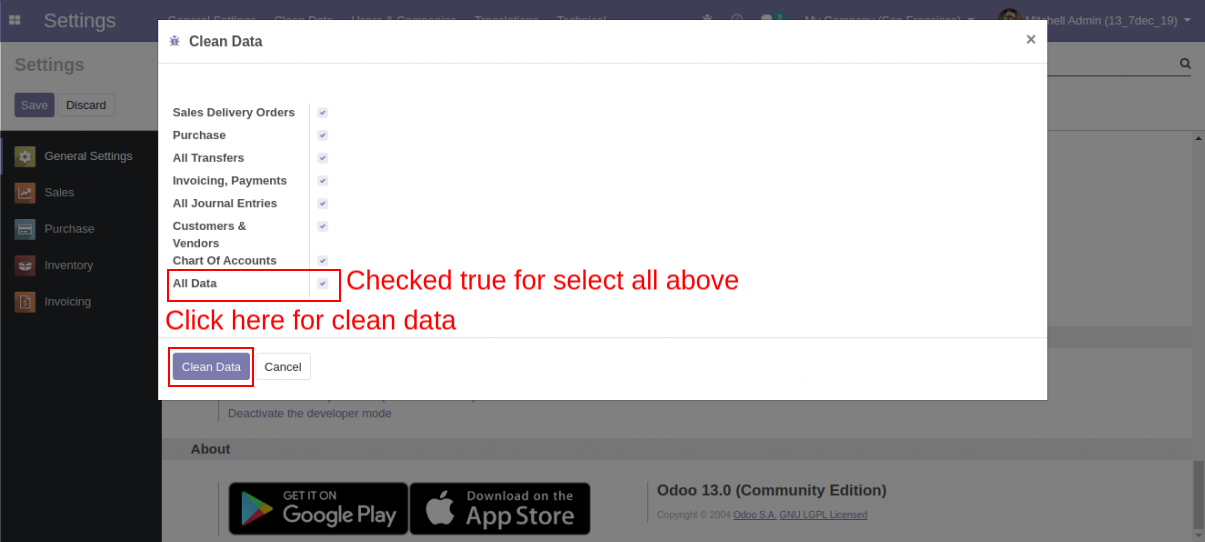 Settings General Settings Clean Data Users & Companies Translations Technical 3 My Company (San Francisco) Mitchell Admin (13_7dec_19)
Clean Data ×
Settings
Save Discard
Sales Delivery Orders
Purchase
All Transfers
Invoicing, Payments
All Journal Entries
Customers &
Vendors
Chart Of Accounts
All Data
Checked true for select all above
Click here for clean data
Clean Data Cancel
General Settings
Sales
Purchase
Inventory
Invoicing
Deactivate the developer mode
About
GET IT ON
Google Play
Download on the
App Store
Odoo 13.0 (Community Edition)
Copyright © 2004 Odoo S.A. GNU LGPL Licensed